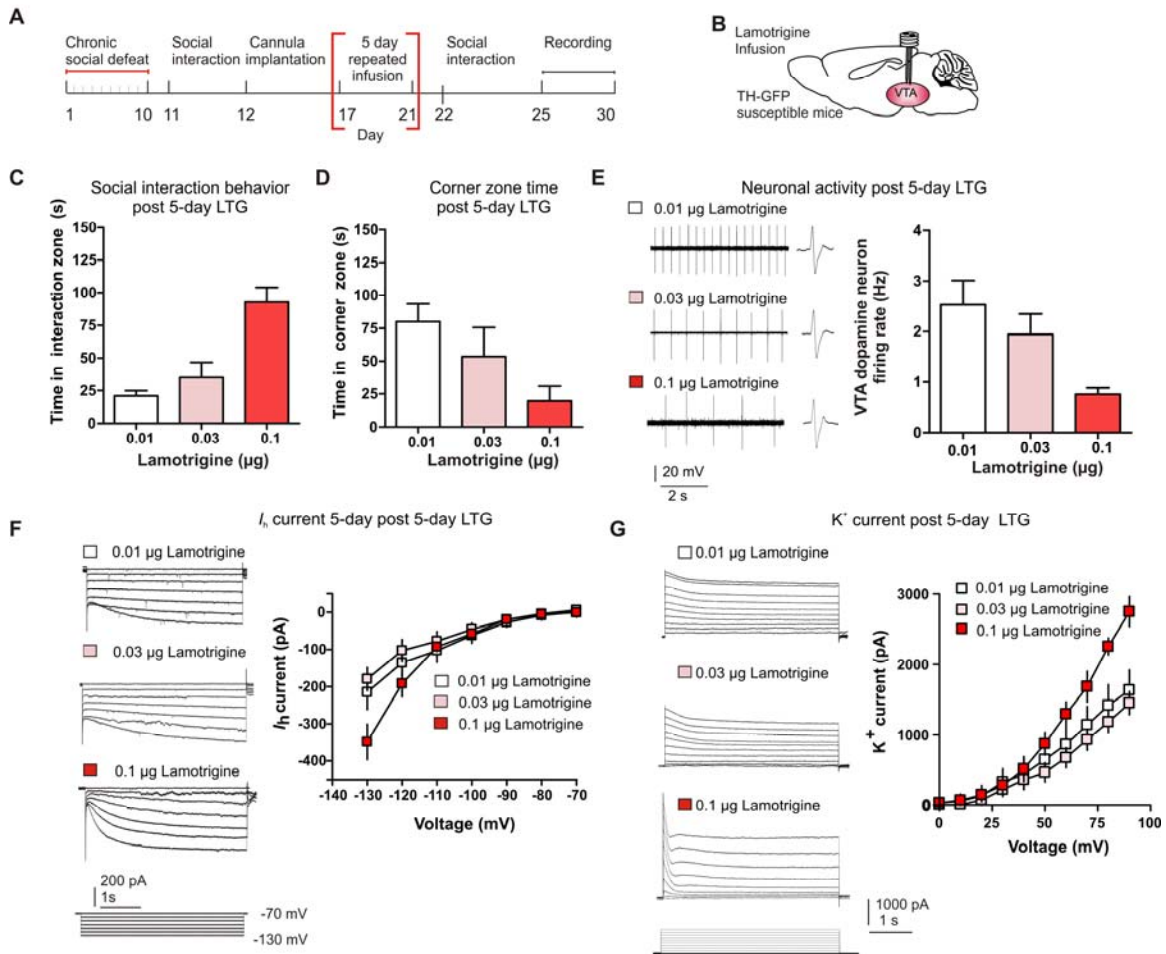 A
Chronic
social defeat
Social
interaction
Cannula
implantation
5 day
repeated
infusion
Social
interaction
Recording
1 10 11 12 17 21 22 25 30
Day
B
Lamotrigine
Infusion
TH-GFP
susceptible mice
VTA
C
Social interaction behavior
post 5-day LTG
Time in interaction zone (s)
150
125
100
75
50
25
0
0.01 0.03 0.1
Lamotrigine (µg)
D
Corner zone time
post 5-day LTG
Time in corner zone (s)
150
125
100
75
50
25
0
0.01 0.03 0.1
Lamotrigine (µg)
E
Neuronal activity post 5-day LTG
0.01 µg Lamotrigine
0.03 µg Lamotrigine
0.1 µg Lamotrigine
20 mV
2 s
VTA dopamine neuron
firing rate (Hz)
4
3
2
1
0
0.01 0.03 0.1
Lamotrigine (µg)
F
Ih current 5-day post 5-day LTG
0.01 µg Lamotrigine
0.03 µg Lamotrigine
0.1 µg Lamotrigine
200 pA
1s
-70 mV
-130 mV
Ih current (pA)
0
-100
-200
-300
-400
0.01 µg Lamotrigine
0.03 µg Lamotrigine
0.1 µg Lamotrigine
-140 -130 -120 -110 -100 -90 -80 -70
Voltage (mV)
G
K+ current post 5-day LTG
0.01 µg Lamotrigine
0.03 µg Lamotrigine
0.1 µg Lamotrigine
1000 pA
1 s
K+ current (pA)
3000
2000
1000
0
0.01 µg Lamotrigine
0.03 µg Lamotrigine
0.1 µg Lamotrigine
0 25 50 75 100
Voltage (mV)